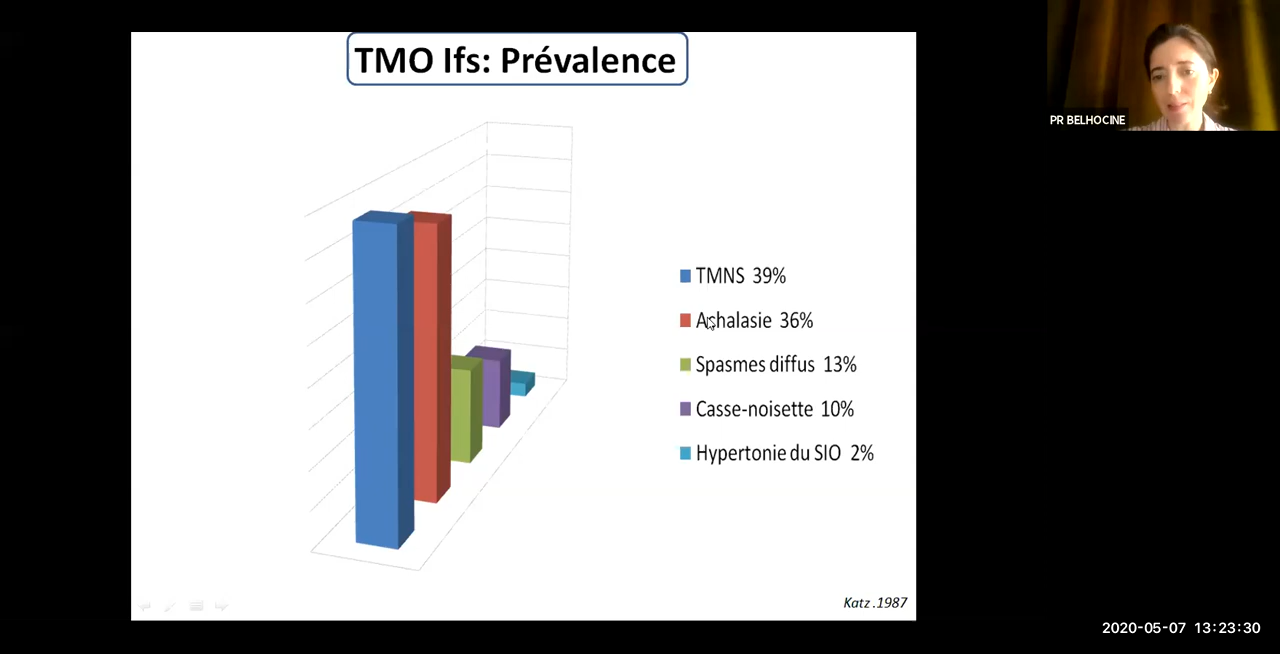 TMO Ifs: Prévalence
PR BELHOCINE
TMNS 39%
Achalasie 36%
Spasmes diffus 13%
Casse-noisette 10%
Hypertonie du SIO 2%
Katz .1987
2020-05-07 13:23:30